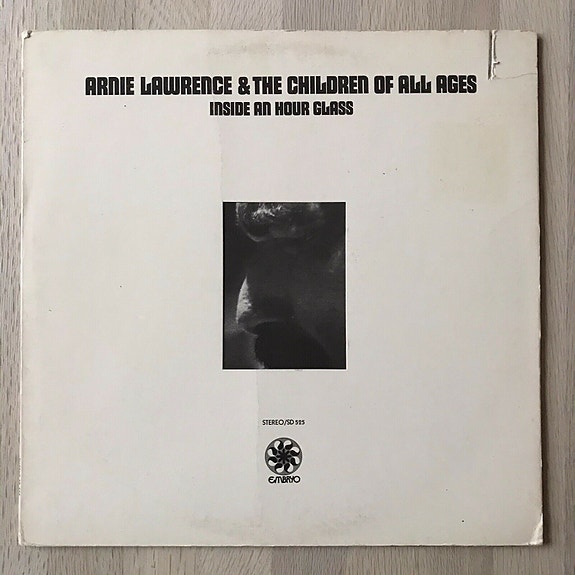 ARNIE LAWRENCE & THE CHILDREN OF ALL AGES
INSIDE AN HOUR GLASS
STEREO/SD 525
EMBRYO